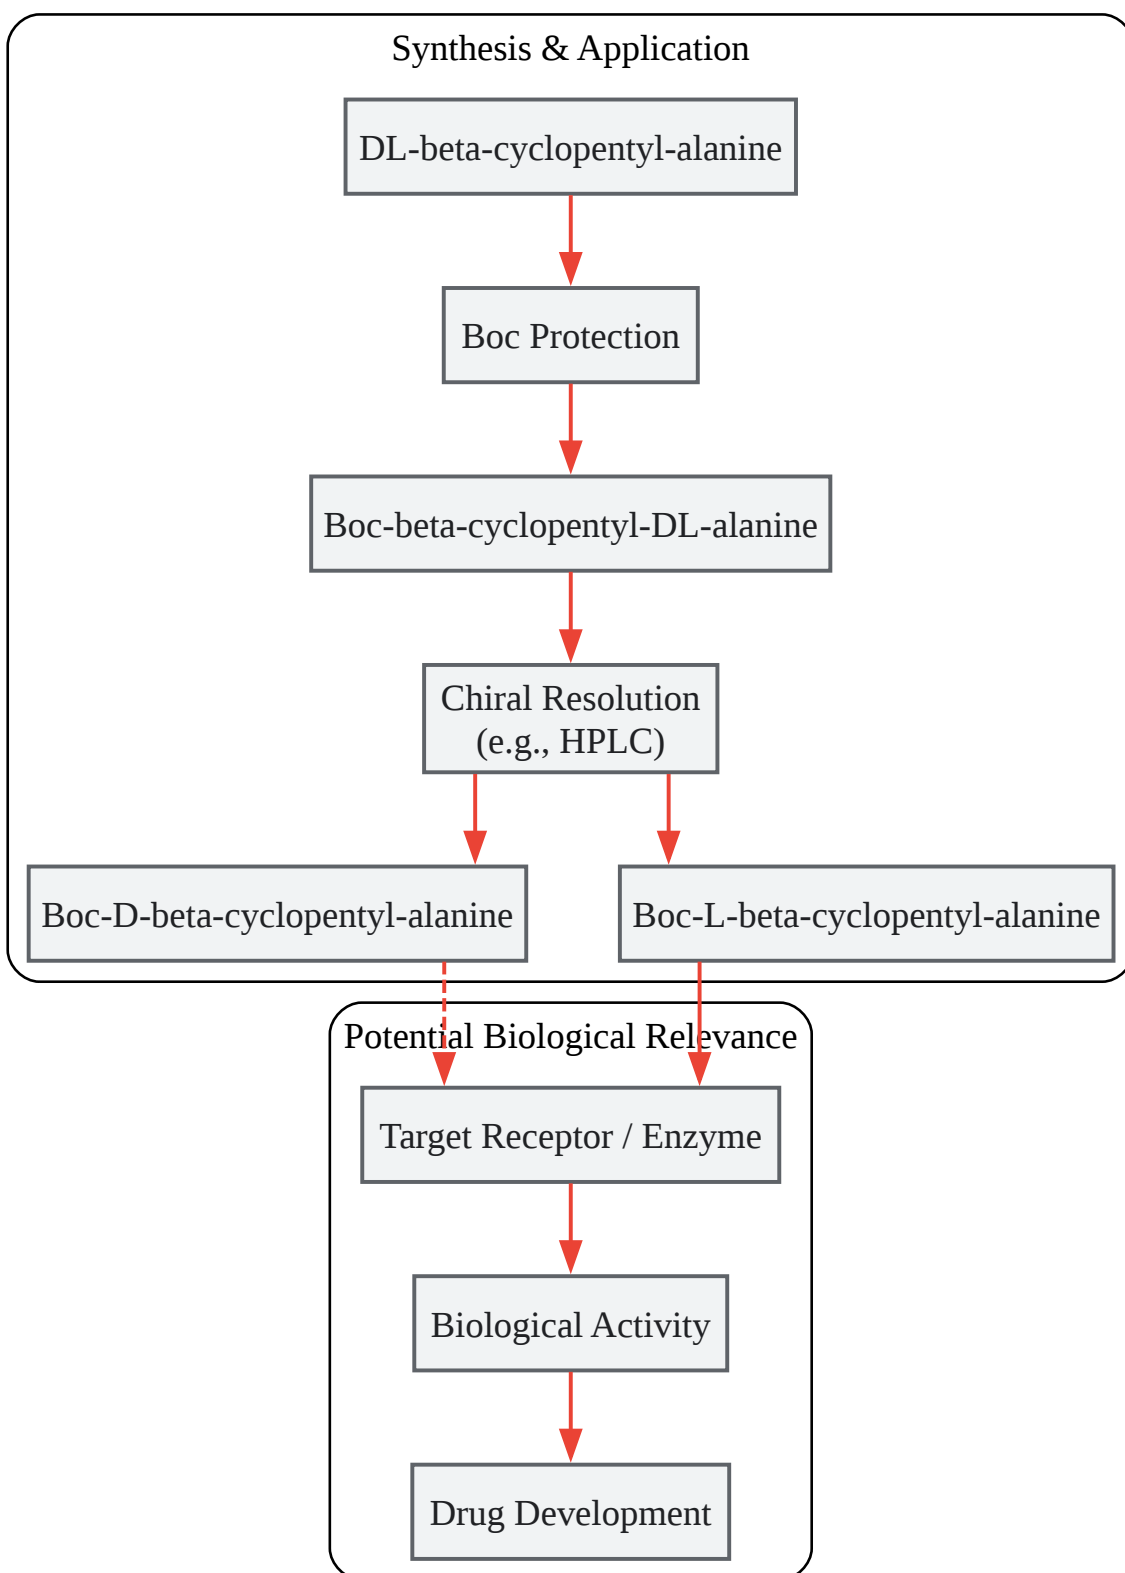 Synthesis & Application
DL-beta-cyclopentyl-alanine
Boc Protection
Boc-beta-cyclopentyl-DL-alanine
Chiral Resolution
(e.g., HPLC)
Boc-D-beta-cyclopentyl-alanine
Boc-L-beta-cyclopentyl-alanine
Potential Biological Relevance
Target Receptor / Enzyme
Biological Activity
Drug Development